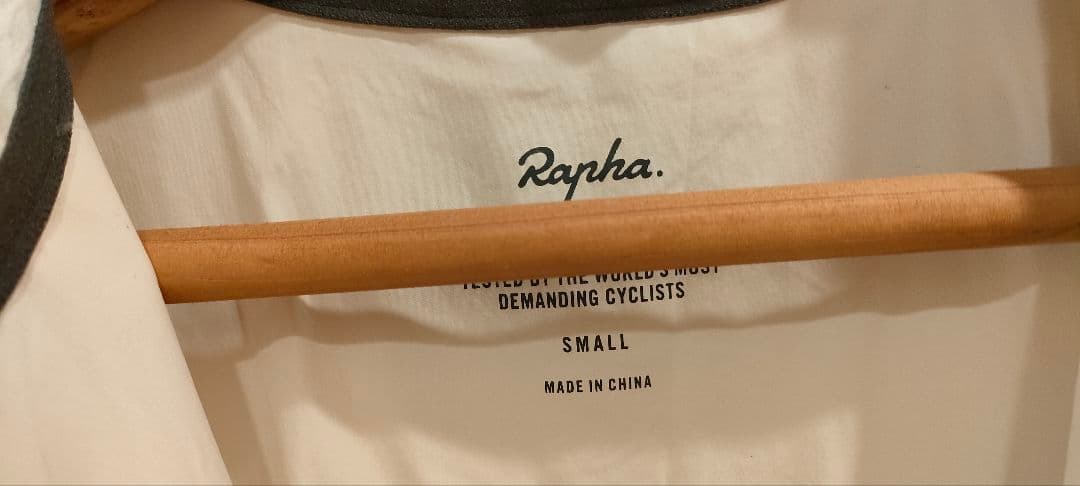 Rapha.
TESTED BY THE WORLD'S MOST
DEMANDING CYCLISTS
SMALL
MADE IN CHINA